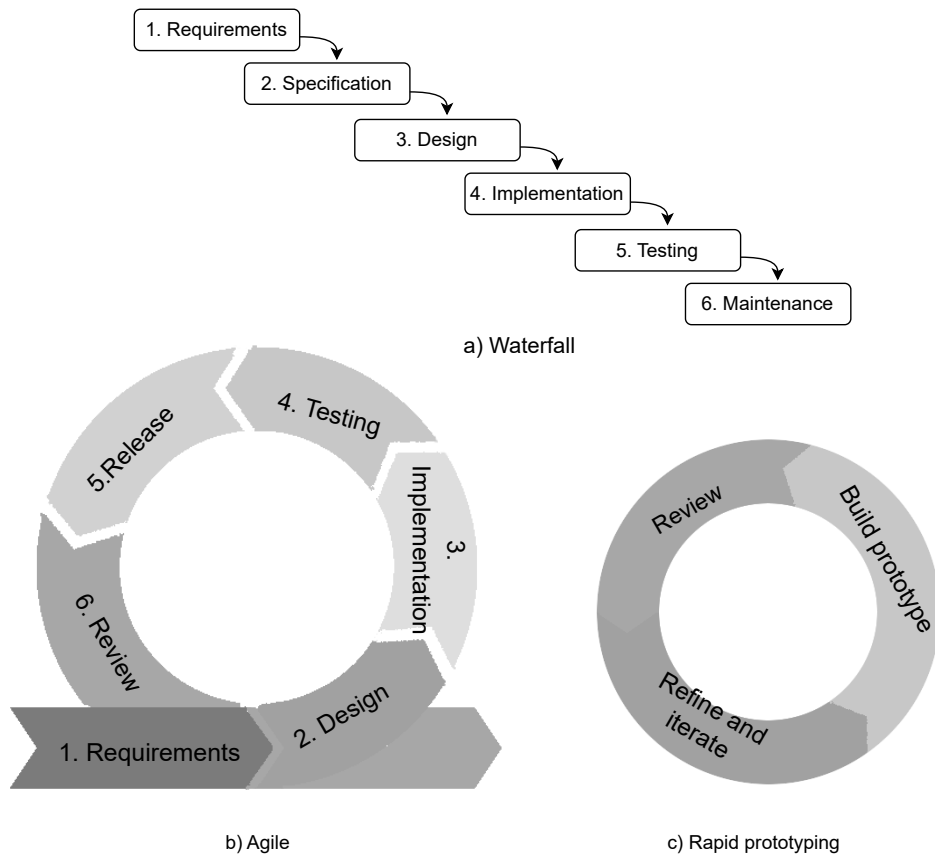 1. Requirements
2. Specification
3. Design
4. Implementation
5. Testing
6. Maintenance
a) Waterfall
4. Testing
5.Release
3.
Implementation
6. Review
2. Design
1. Requirements
b) Agile
Review
Build prototype
Refine and
iterate
c) Rapid prototyping